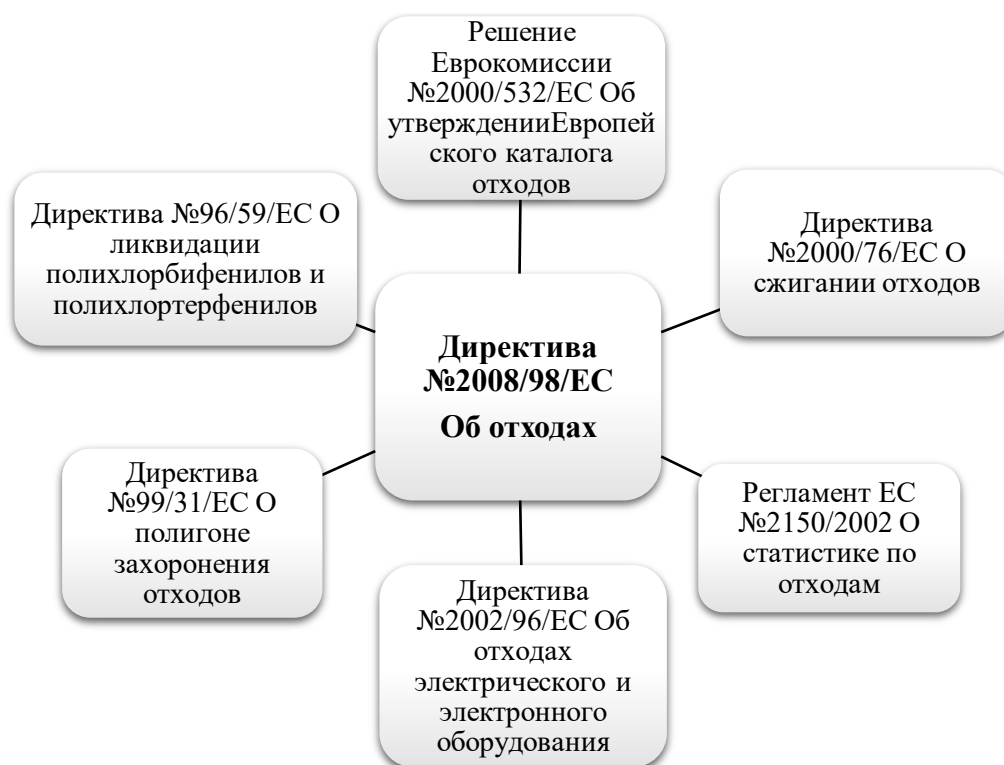 Решение
Еврокомиссии
№2000/532/ЕС Об
утвержденииЕвропей
ского каталога
отходов
Директива №96/59/ЕС О
ликвидации
полихлорбифенилов и
полихлортерфенилов
Директива
№2000/76/ЕС О
сжигании отходов
Директива
№2008/98/ЕС
Об отходах
Директива
№99/31/ЕС О
полигоне
захоронения
отходов
Регламент ЕС
№2150/2002 О
статистике по
отходам
Директива
№2002/96/ЕС Об
отходах
электрического и
электронного
оборудования